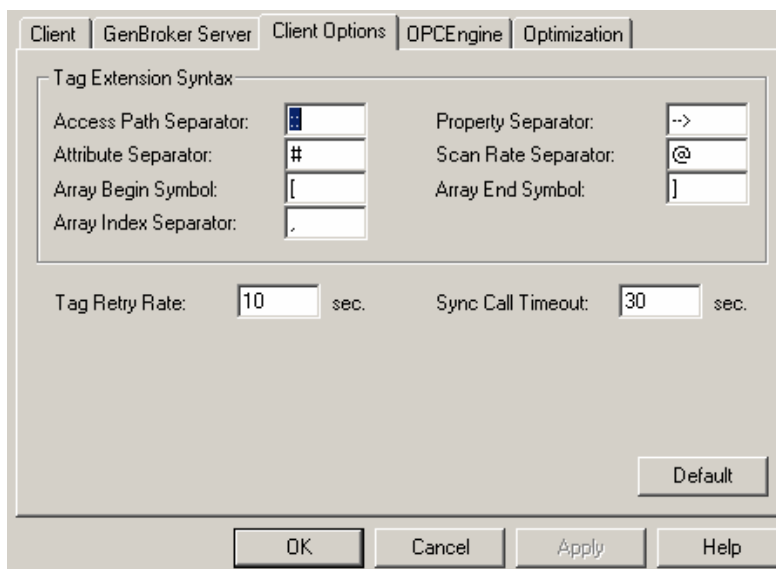 Client GenBroker Server Client Options OPCEngine Optimization
Tag Extension Syntax
Access Path Separator: :: Property Separator: -->
Attribute Separator: # Scan Rate Separator: @
Array Begin Symbol: [ Array End Symbol: ]
Array Index Separator: ,
Tag Retry Rate: 10 sec. Sync Call Timeout: 30 sec.
Default
OK Cancel Apply Help